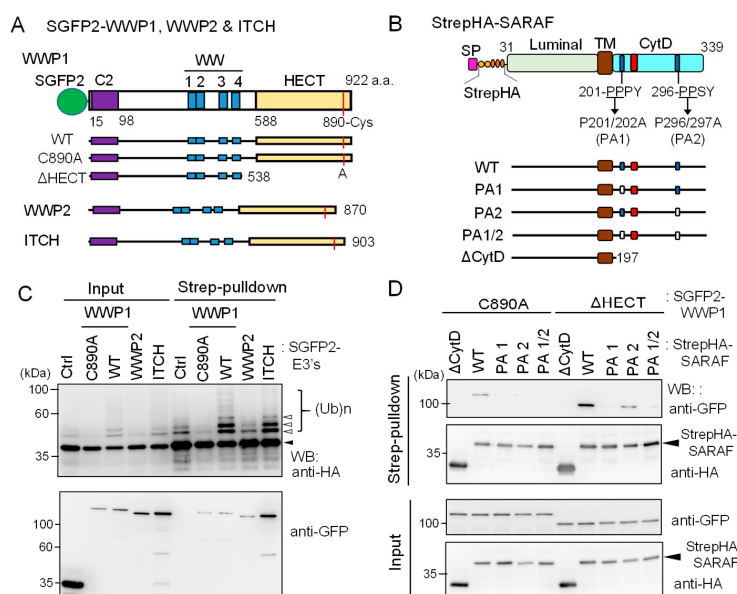 A
SGFP2-WWP1, WWP2 & ITCH
WWP1
SGFP2
C2
WW
1 2 3 4
HECT
922 a.a.
15 98
588
890-Cys
WT
C890A
A
ΔHECT
538
WWP2
870
ITCH
903
B
StrepHA-SARAF
SP
31
Luminal
TM
CytD
339
StrepHA
201-PPPY
296-PPSY
P201/202A
(PA1)
P296/297A
(PA2)
WT
PA1
PA2
PA1/2
ΔCytD
197
C
Input
Strep-pulldown
WWP1
WWP1
Ctrl
C890A
WT
WWP2
ITCH
Ctrl
C890A
WT
WWP2
ITCH
: SGFP2-
E3's
(kDa)
100
60
35
(Ub)n
WB:
anti-HA
100
60
35
anti-GFP
D
C890A
ΔHECT
: SGFP2-
WWP1
ΔCytD
WT
PA 1
PA 2
PA 1/2
ΔCytD
WT
PA 1
PA 2
PA 1/2
: StrepHA-
SARAF
(kDa)
Strep-pulldown
100
WB: :
anti-GFP
35
StrepHA
-SARAF
anti-HA
Input
100
anti-GFP
35
StrepHA
-SARAF
anti-HA